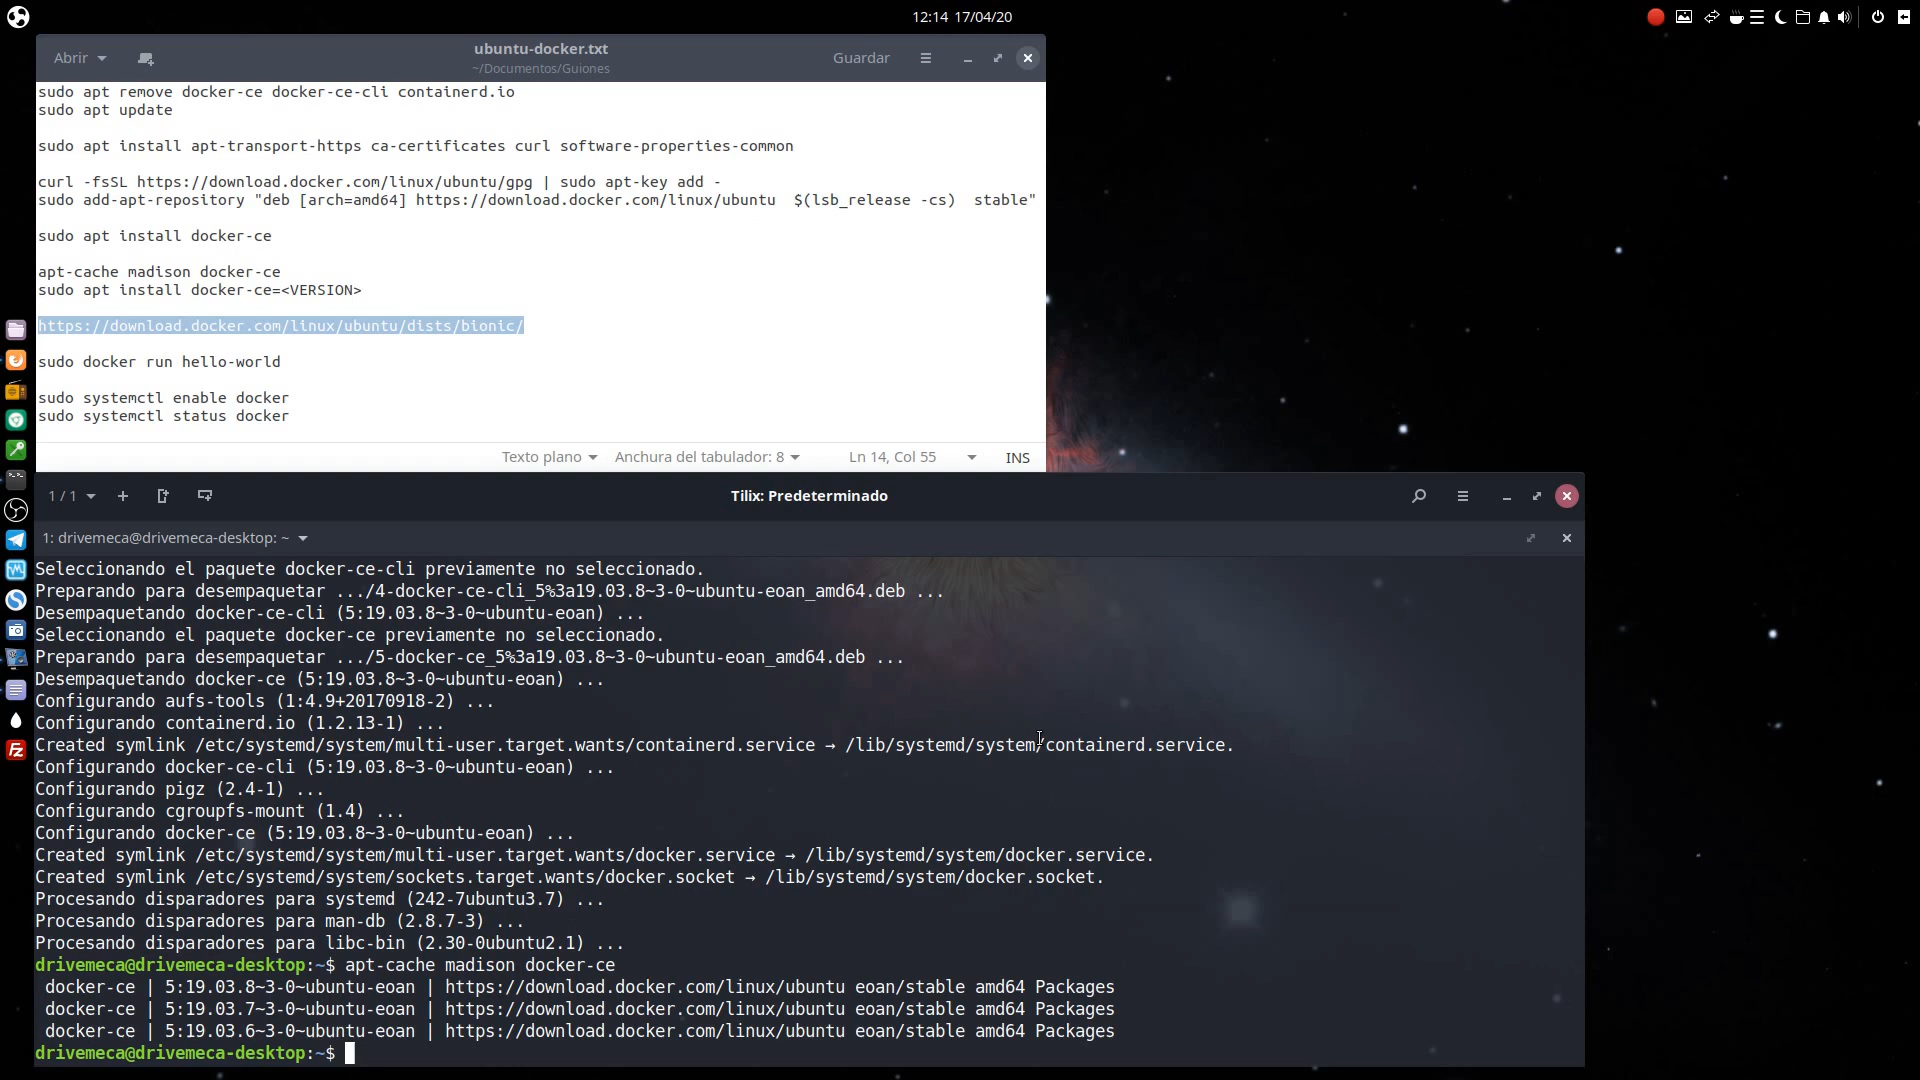 12:14 17/04/20
Abrir
ubuntu-docker.txt
~/Documentos/Guiones
Guardar
sudo apt remove docker-ce docker-ce-cli containerd.io
sudo apt update
sudo apt install apt-transport-https ca-certificates curl software-properties-common
curl -fsSL https://download.docker.com/linux/ubuntu/gpg | sudo apt-key add -
sudo add-apt-repository "deb [arch=amd64] https://download.docker.com/linux/ubuntu  $(lsb_release -cs)  stable"
sudo apt install docker-ce
apt-cache madison docker-ce
sudo apt install docker-ce=<VERSION>
https://download.docker.com/linux/ubuntu/dists/bionic/
sudo docker run hello-world
sudo systemctl enable docker
sudo systemctl status docker
Texto plano Anchura del tabulador: 8 Ln 14, Col 55 INS
1 / 1
Tilix: Predeterminado
1: drivemeca@drivemeca-desktop: ~
Seleccionando el paquete docker-ce-cli previamente no seleccionado.
Preparando para desempaquetar .../4-docker-ce-cli_5%3a19.03.8~3-0~ubuntu-eoan_amd64.deb ...
Desempaquetando docker-ce-cli (5:19.03.8~3-0~ubuntu-eoan) ...
Seleccionando el paquete docker-ce previamente no seleccionado.
Preparando para desempaquetar .../5-docker-ce_5%3a19.03.8~3-0~ubuntu-eoan_amd64.deb ...
Desempaquetando docker-ce (5:19.03.8~3-0~ubuntu-eoan) ...
Configurando aufs-tools (1:4.9+20170918-2) ...
Configurando containerd.io (1.2.13-1) ...
Created symlink /etc/systemd/system/multi-user.target.wants/containerd.service → /lib/systemd/system/containerd.service.
Configurando docker-ce-cli (5:19.03.8~3-0~ubuntu-eoan) ...
Configurando pigz (2.4-1) ...
Configurando cgroupfs-mount (1.4) ...
Configurando docker-ce (5:19.03.8~3-0~ubuntu-eoan) ...
Created symlink /etc/systemd/system/multi-user.target.wants/docker.service → /lib/systemd/system/docker.service.
Created symlink /etc/systemd/system/sockets.target.wants/docker.socket → /lib/systemd/system/docker.socket.
Procesando disparadores para systemd (242-7ubuntu3.7) ...
Procesando disparadores para man-db (2.8.7-3) ...
Procesando disparadores para libc-bin (2.30-0ubuntu2.1) ...
drivemeca@drivemeca-desktop:~$ apt-cache madison docker-ce
docker-ce | 5:19.03.8~3-0~ubuntu-eoan | https://download.docker.com/linux/ubuntu eoan/stable amd64 Packages
docker-ce | 5:19.03.7~3-0~ubuntu-eoan | https://download.docker.com/linux/ubuntu eoan/stable amd64 Packages
docker-ce | 5:19.03.6~3-0~ubuntu-eoan | https://download.docker.com/linux/ubuntu eoan/stable amd64 Packages
drivemeca@drivemeca-desktop:~$